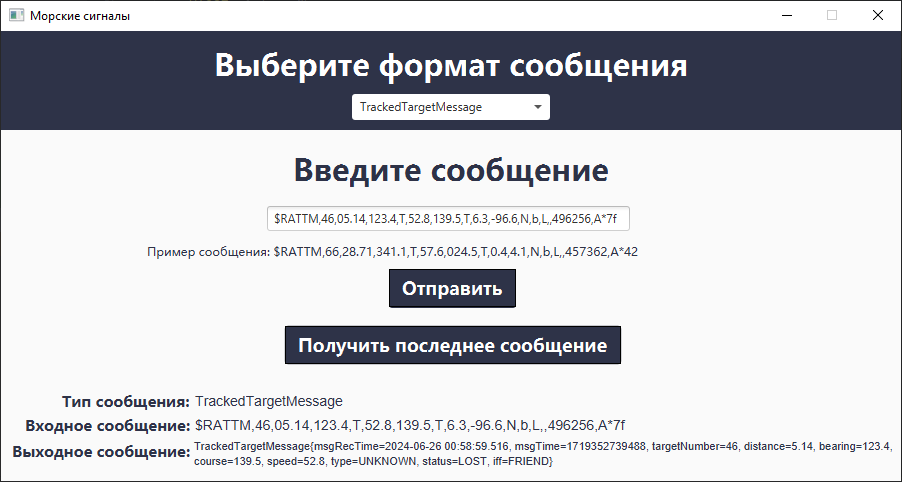 Морские сигналы
Выберите формат сообщения
TrackedTargetMessage
Введите сообщение
$RATTM,46,05.14,123.4,T,52.8,139.5,T,6.3,-96.6,N,b,L,,496256,A*7f
Пример сообщения: $RATTM,66,28.71,341.1,T,57.6,024.5,T,0.4,4.1,N,b,L,,457362,A*42
Отправить
Получить последнее сообщение
Тип сообщения: TrackedTargetMessage
Входное сообщение: $RATTM,46,05.14,123.4,T,52.8,139.5,T,6.3,-96.6,N,b,L,,496256,A*7f
Выходное сообщение: TrackedTargetMessage{msgRecTime=2024-06-26 00:58:59.516, msgTime=1719352739488, targetNumber=46, distance=5.14, bearing=123.4,
course=139.5, speed=52.8, type=UNKNOWN, status=LOST, iff=FRIEND}